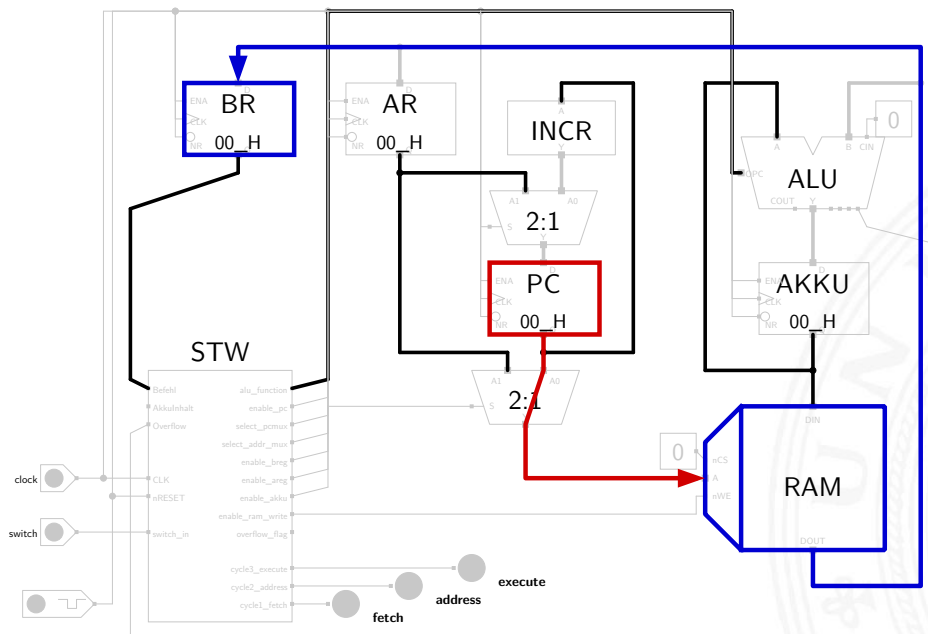 D
D
A
ENA
BR
CLK
NR
00_H
ENA
AR
CLK
NR
00_H
INCR
Y
0
A
B
CIN
OPC
ALU
COUT
Y
A1
A0
S
2:1
Y
D
ENA
PC
CLK
NR
00_H
D
ENA
AKKU
CLK
NR
00_H
STW
A1
A0
S
2:1
Befehl
AkkuInhalt
Overflow
CLK
nRESET
switch_in
alu_function
enable_pc
select_pcmux
select_addr_mux
enable_breg
enable_areg
enable_akku
enable_ram_write
overflow_flag
cycle3_execute
cycle2_address
cycle1_fetch
clock
switch
0
nCS
A
nWE
DIN
RAM
DOUT
execute
address
fetch
UN